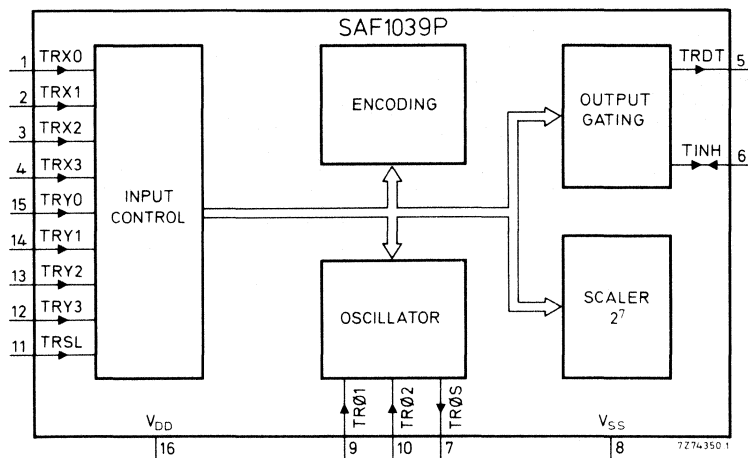 SAF1039P
1 TRX0
2 TRX1
3 TRX2
4 TRX3
15 TRY0
14 TRY1
13 TRY2
12 TRY3
11 TRSL
INPUT
CONTROL
ENCODING
OSCILLATOR
OUTPUT
GATING
SCALER
2⁷
TRDT 5
TINH 6
TRØ1
TRØ2
TRØS
V_DD
V_SS
16
9
10
7
8
7Z74350.1